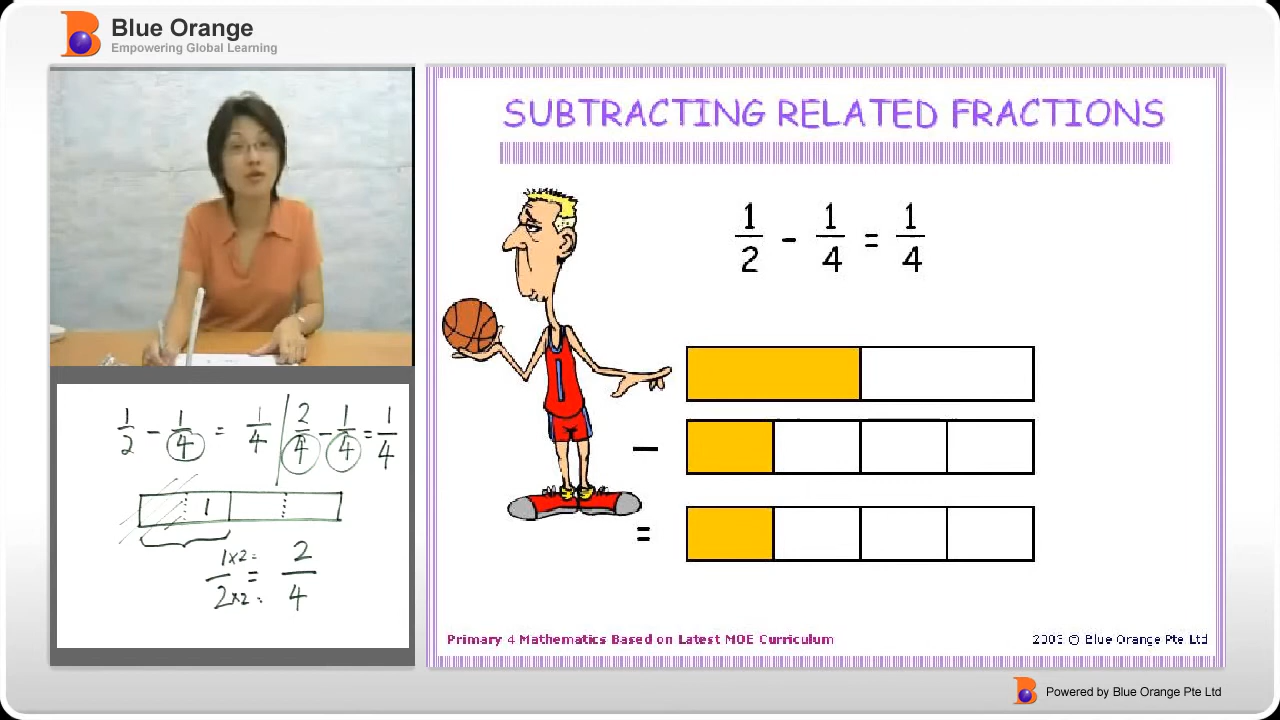 Blue Orange
Empowering Global Learning
SUBTRACTING RELATED FRACTIONS
1/2 - 1/4 = 1/4
−
=
1/2 - 1/4 = 1/4 | 2/4 - 1/4 = 1/4
1
1x2= 2
2x2= 4
Primary 4 Mathematics Based on Latest MOE Curriculum
2003 © Blue Orange Pte Ltd
Powered by Blue Orange Pte Ltd